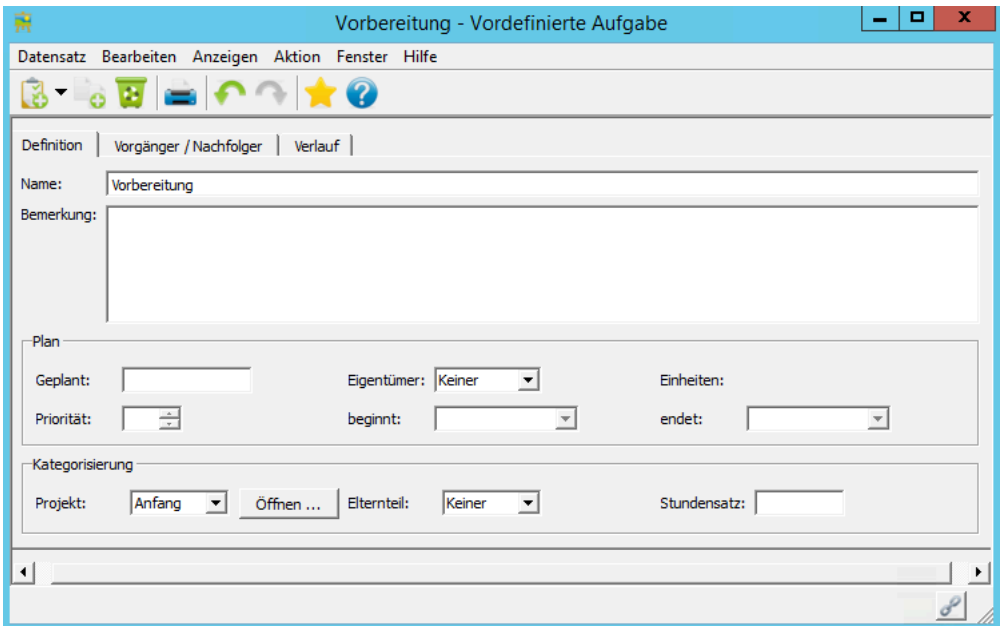 Vorbereitung - Vordefinierte Aufgabe
Datensatz Bearbeiten Anzeigen Aktion Fenster Hilfe
Definition Vorgänger / Nachfolger Verlauf
Name: Vorbereitung
Bemerkung:
Plan
Geplant: Eigentümer: Keiner Einheiten:
Priorität: beginnt: endet:
Kategorisierung
Projekt: Anfang Öffnen ... Elternteil: Keiner Stundensatz: